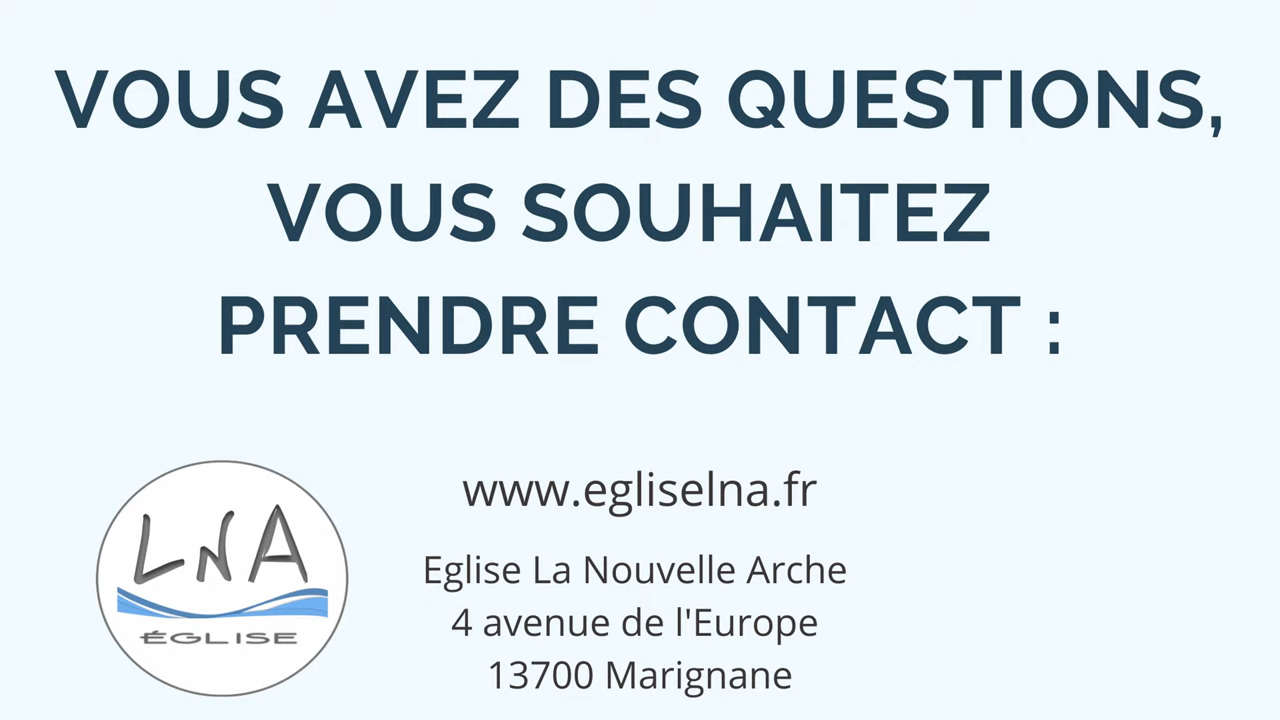 VOUS AVEZ DES QUESTIONS,
VOUS SOUHAITEZ
PRENDRE CONTACT :
www.egliselna.fr
Eglise La Nouvelle Arche
4 avenue de l'Europe
13700 Marignane
LNA
ÉGLISE